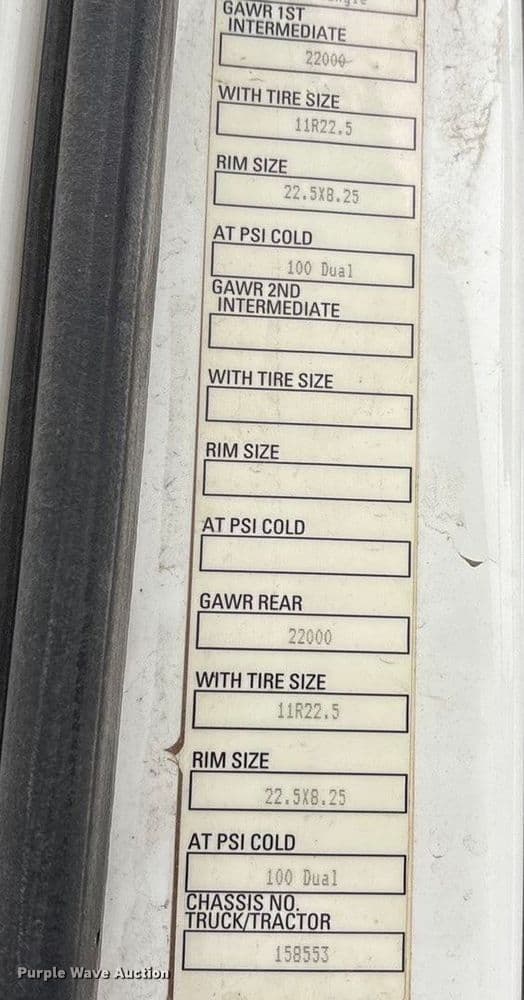 GAWR 1ST
INTERMEDIATE
22000
WITH TIRE SIZE
11R22.5
RIM SIZE
22.5X8.25
AT PSI COLD
100 Dual
GAWR 2ND
INTERMEDIATE
WITH TIRE SIZE
RIM SIZE
AT PSI COLD
GAWR REAR
22000
WITH TIRE SIZE
11R22.5
RIM SIZE
22.5X8.25
AT PSI COLD
100 Dual
CHASSIS NO.
TRUCK/TRACTOR
158553
Purple Wave Auction